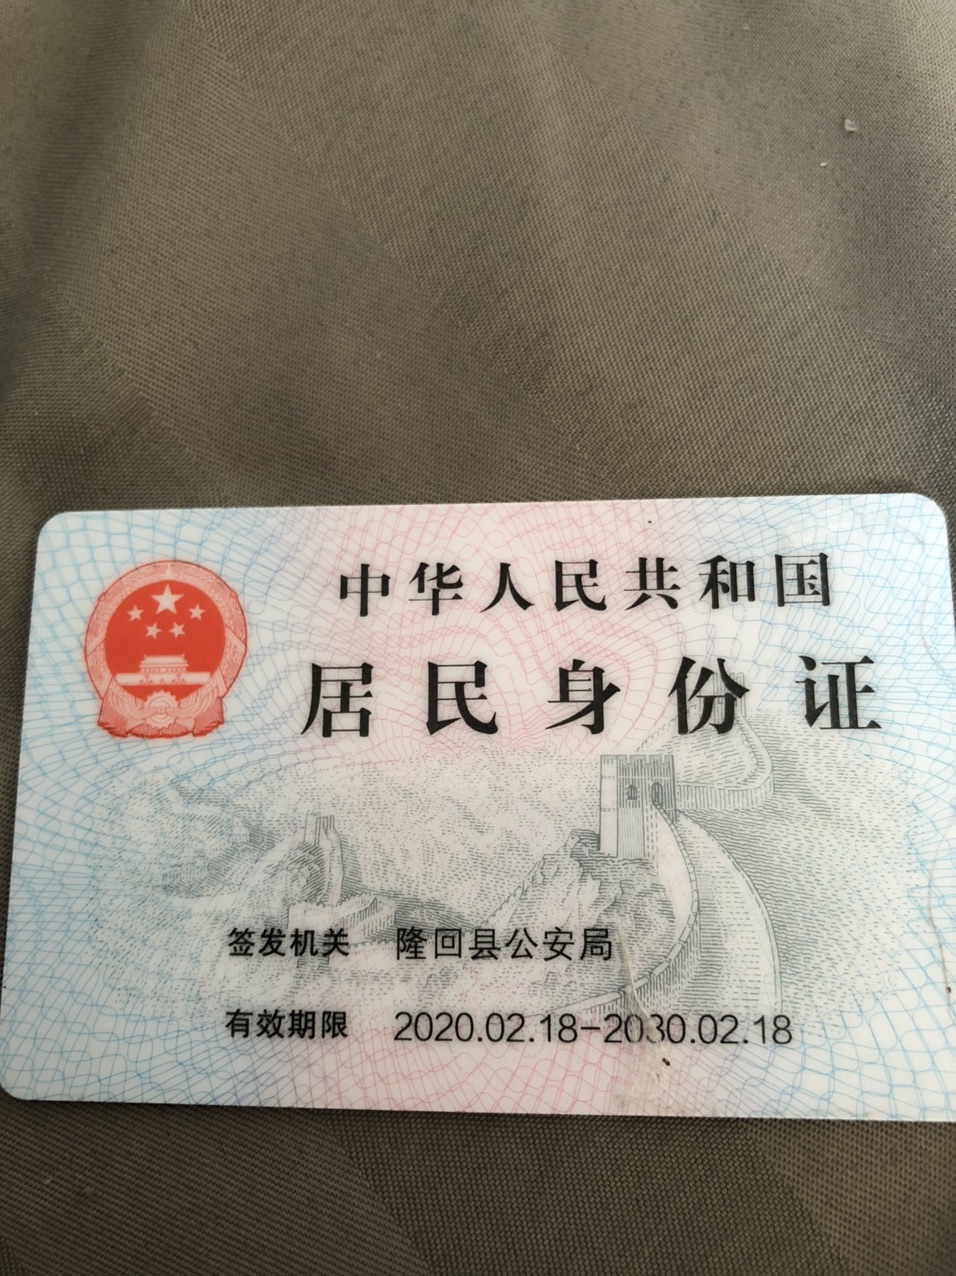 中华人民共和国
居民身份证
签发机关 隆回县公安局
有效期限 2020.02.18-2030.02.18